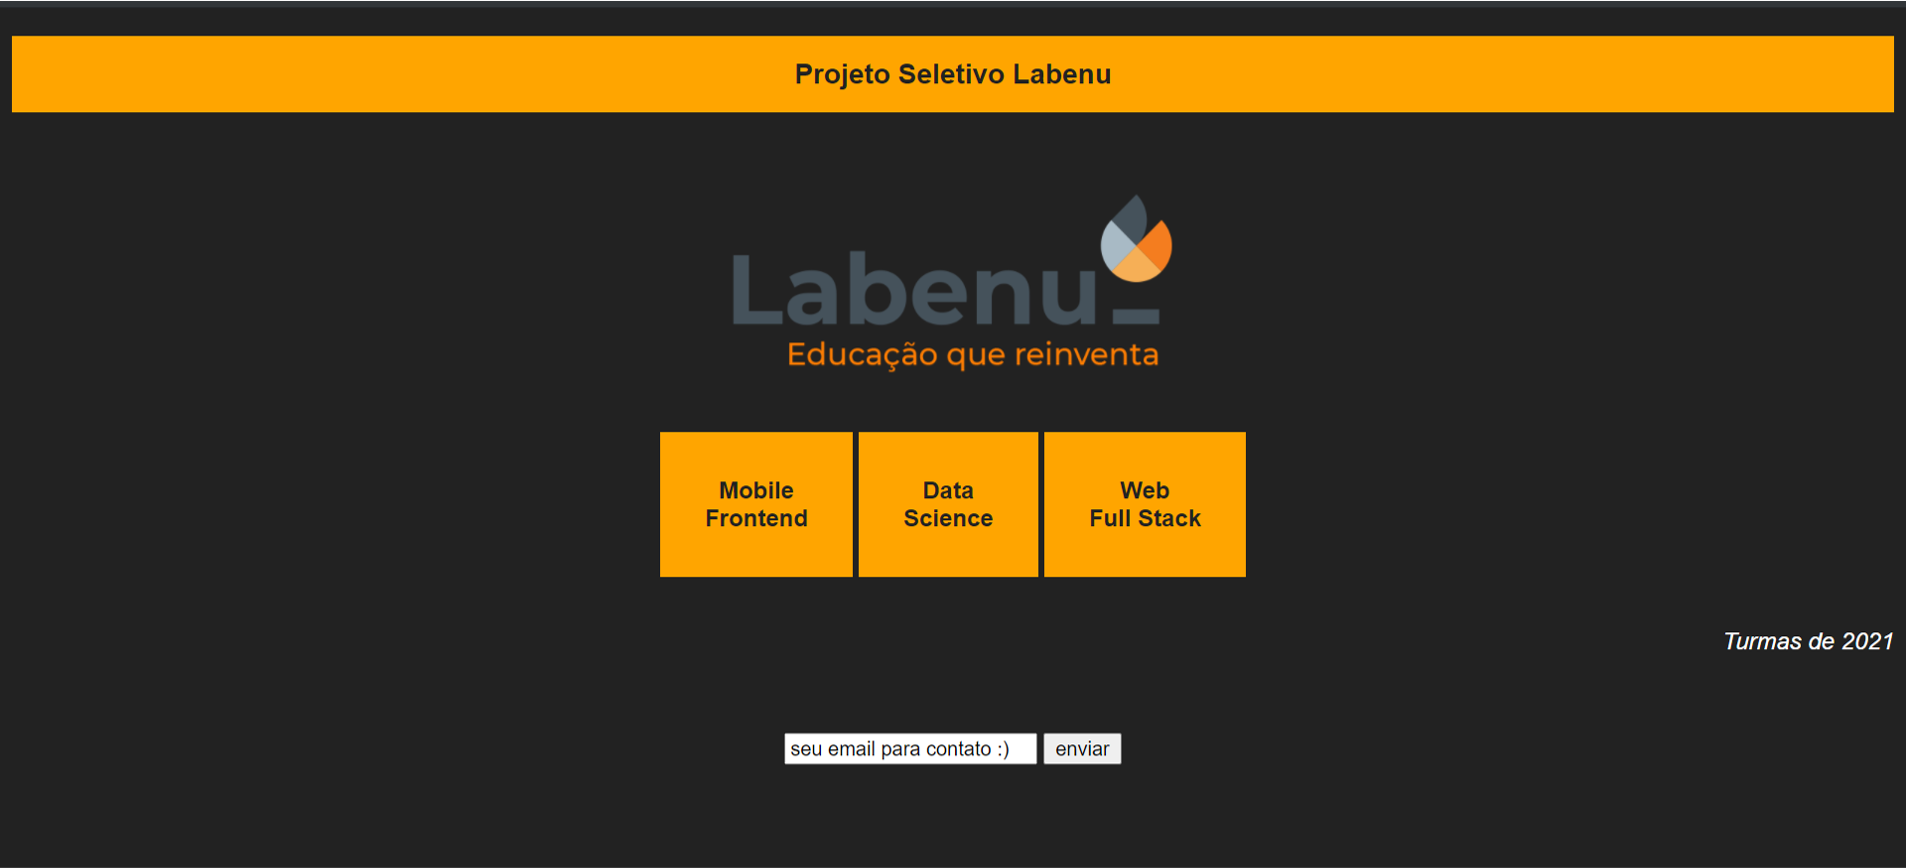 Projeto Seletivo Labenu
Labenu_
Educação que reinventa
Mobile
Frontend
Data
Science
Web
Full Stack
Turmas de 2021
seu email para contato :)
enviar